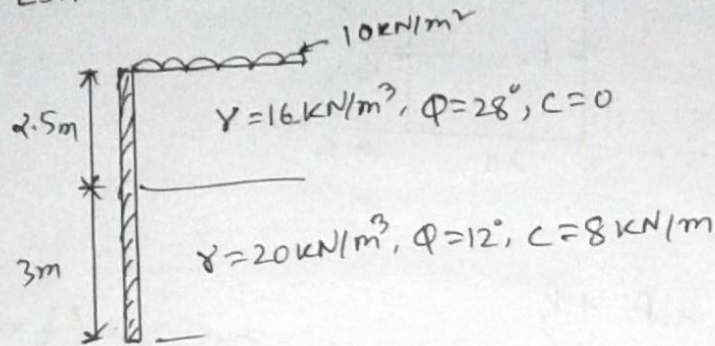 10KN/m²
2.5m
γ=16KN/m³, Φ=28°, C=0
3m
γ=20KN/m³, Φ=12°, C=8KN/m